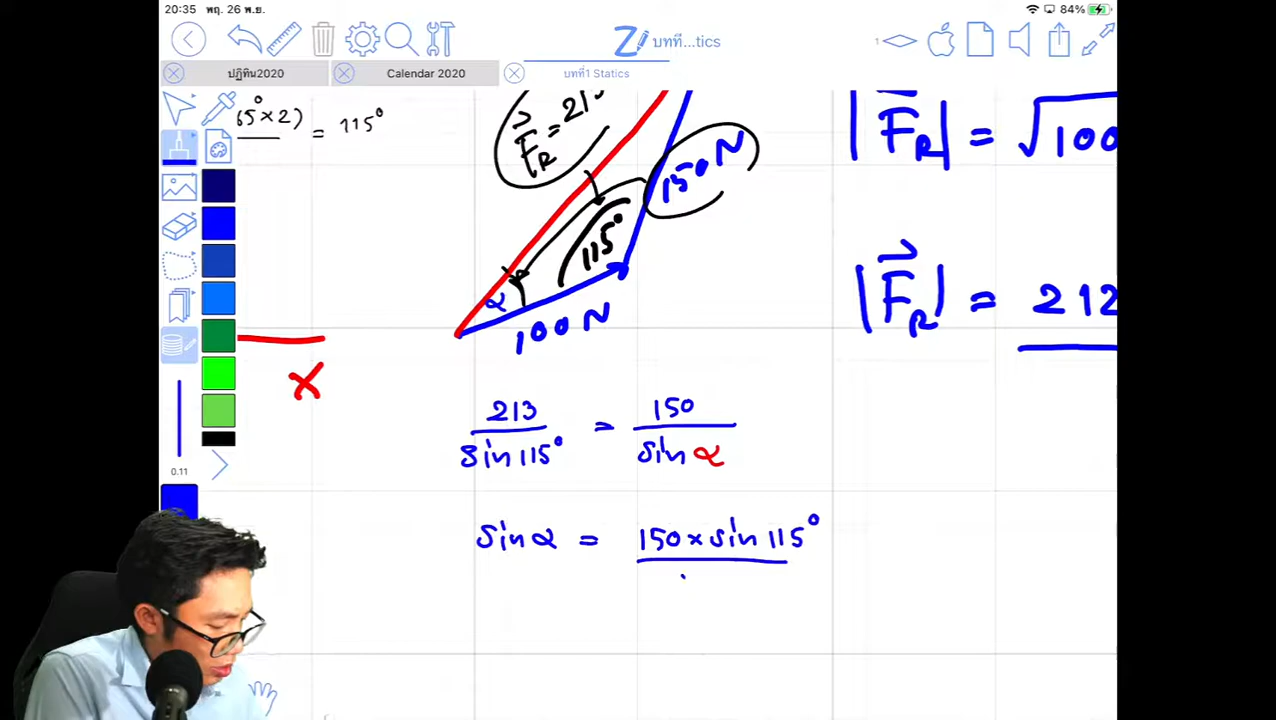 20:35 พฤ. 26 พ.ย.
84%
บทที่...tics
ปฏิทิน2020
Calendar 2020
บทที่1 Statics
65°×2) = 115°
F_R = 213
150 N
115°
α
100 N
|F_R| = √100
|F_R| = 212
x
213/sin 115° = 150/sin α
sin α = 150 × sin 115°
0.11